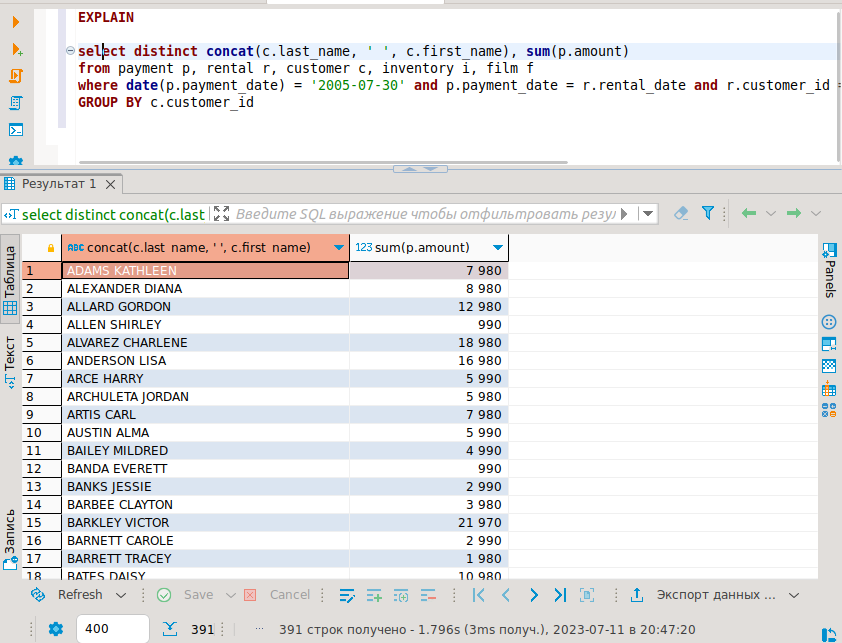 EXPLAIN
select distinct concat(c.last_name, ' ', c.first_name), sum(p.amount)
from payment p, rental r, customer c, inventory i, film f
where date(p.payment_date) = '2005-07-30' and p.payment_date = r.rental_date and r.customer_id =
GROUP BY c.customer_id
Результат 1
select distinct concat(c.last Введите SQL выражение чтобы отфильтровать резул
Таблица
Текст
Запись
Panels
ABC concat(c.last_name, ' ', c.first_name) 123 sum(p.amount)
1 ADAMS KATHLEEN 7 980
2 ALEXANDER DIANA 8 980
3 ALLARD GORDON 12 980
4 ALLEN SHIRLEY 990
5 ALVAREZ CHARLENE 18 980
6 ANDERSON LISA 16 980
7 ARCE HARRY 5 990
8 ARCHULETA JORDAN 5 980
9 ARTIS CARL 7 980
10 AUSTIN ALMA 5 990
11 BAILEY MILDRED 4 990
12 BANDA EVERETT 990
13 BANKS JESSIE 2 990
14 BARBEE CLAYTON 3 980
15 BARKLEY VICTOR 21 970
16 BARNETT CAROLE 2 990
17 BARRETT TRACEY 1 980
18 BATES DAISY 10 980
Refresh Save Cancel Экспорт данных ...
400 391 ... 391 строк получено - 1.796s (3ms получ.), 2023-07-11 в 20:47:20